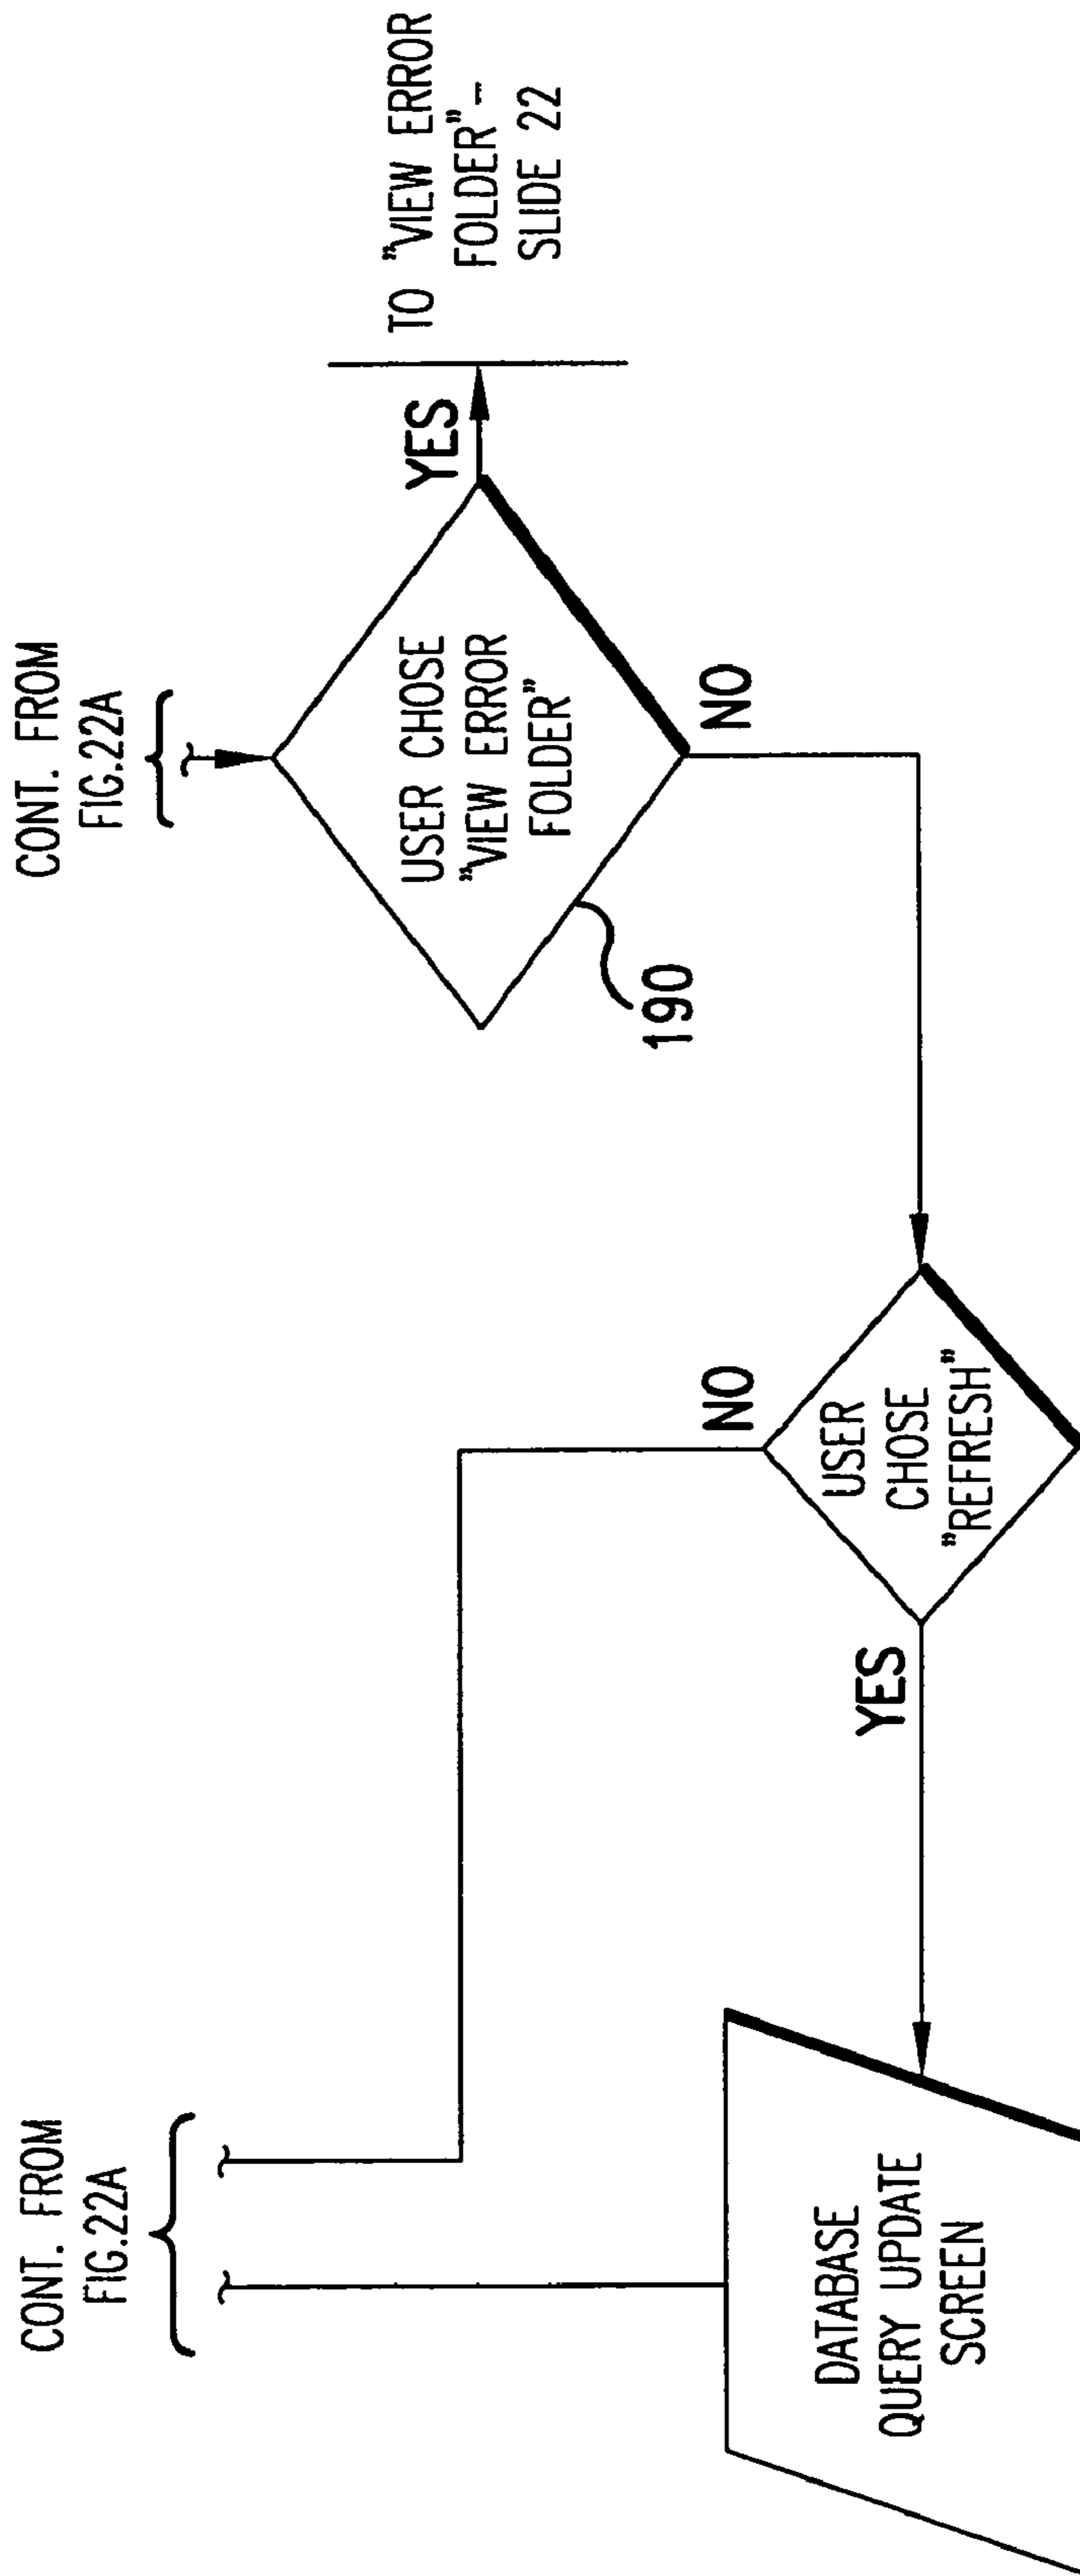 CONT. FROM
FIG.22A
CONT. FROM
FIG.22A
USER CHOSE
"VIEW ERROR
FOLDER"
YES
TO "VIEW ERROR
FOLDER" –
SLIDE 22
190
NO
NO
USER
CHOSE
"REFRESH"
YES
DATABASE
QUERY UPDATE
SCREEN